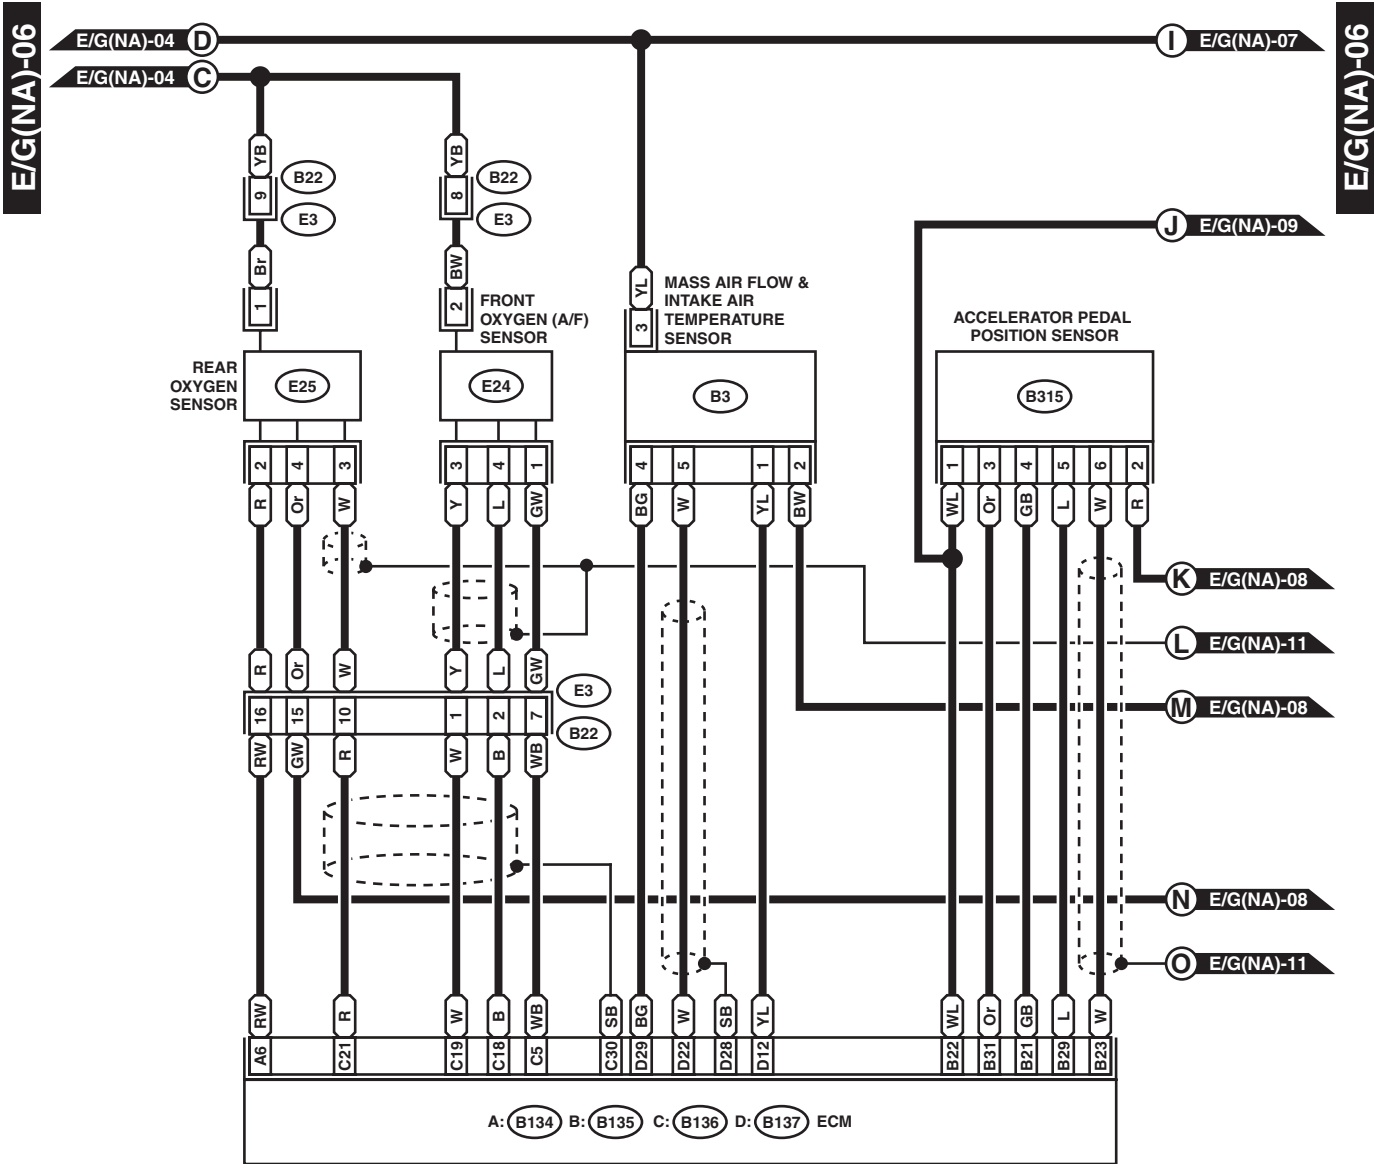 E/G(NA)-06
E/G(NA)-04 D
I E/G(NA)-07
E/G(NA)-06
E/G(NA)-04 C
YB
YB
9
B22
8
B22
E3
E3
J E/G(NA)-09
Br
BW
YL
1
2
3
FRONT
OXYGEN (A/F)
SENSOR
MASS AIR FLOW &
INTAKE AIR
TEMPERATURE
SENSOR
ACCELERATOR PEDAL
POSITION SENSOR
REAR
OXYGEN
SENSOR
E25
E24
B3
B315
2 4 3 3 4 1 4 5 1 2 1 3 4 5 6 2
R Or W Y L GW BG W YL BW WL Or GB L W R
K E/G(NA)-08
L E/G(NA)-11
R Or W Y L GW
E3
16 15 10 1 2 7
B22
M E/G(NA)-08
RW GW R W B WB
N E/G(NA)-08
O E/G(NA)-11
RW R W B WB SB BG W SB YL WL Or GB L W
A6 C21 C19 C18 C5 C30 D29 D22 D28 D12 B22 B31 B21 B29 B23
A: B134 B: B135 C: B136 D: B137 ECM